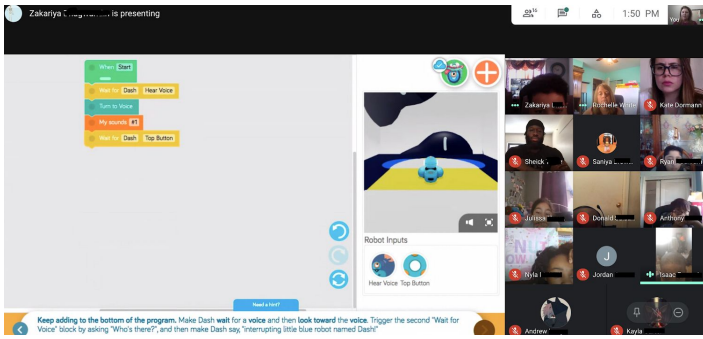 Zakariya is presenting
16
1:50 PM
You
When Start
Wait for Dash Hear Voice
Turn to Voice
My sounds #1
Wait for Dash Top Button
Robot Inputs
Hear Voice Top Button
Need a hint?
Keep adding to the bottom of the program. Make Dash wait for a voice and then look toward the voice. Trigger the second "Wait for
Voice" block by asking "Who's there?", and then make Dash say, "interrupting little blue robot named Dash!"
Zakariya
Rochelle
Kate Dormann
Sheick
Saniya
Ryan
Julissa
Donald
Anthony
Nyla
J
Jordan
Isaac
Andrew
Kayla